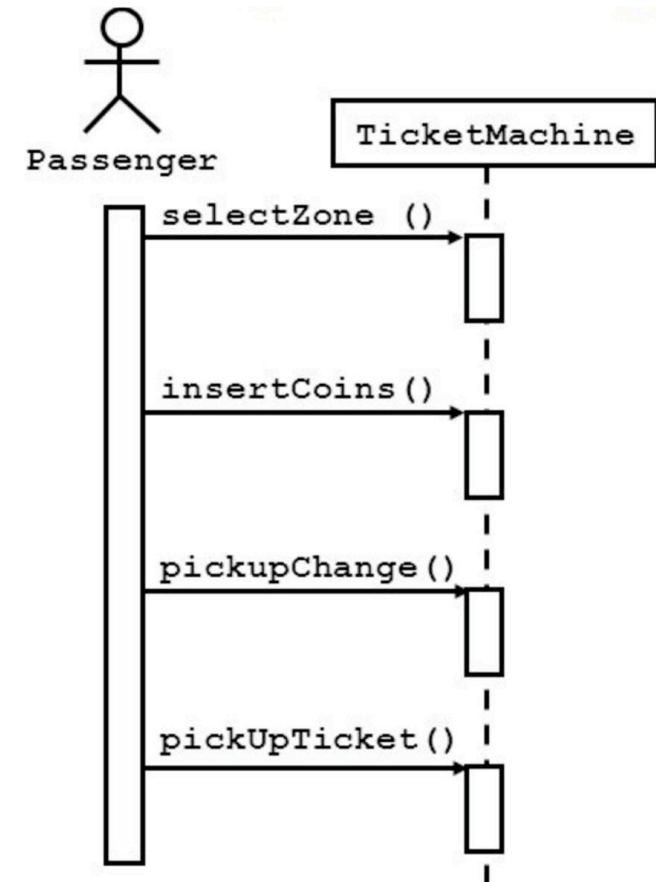 Passenger
TicketMachine
selectZone ()
insertCoins()
pickupChange()
pickUpTicket()